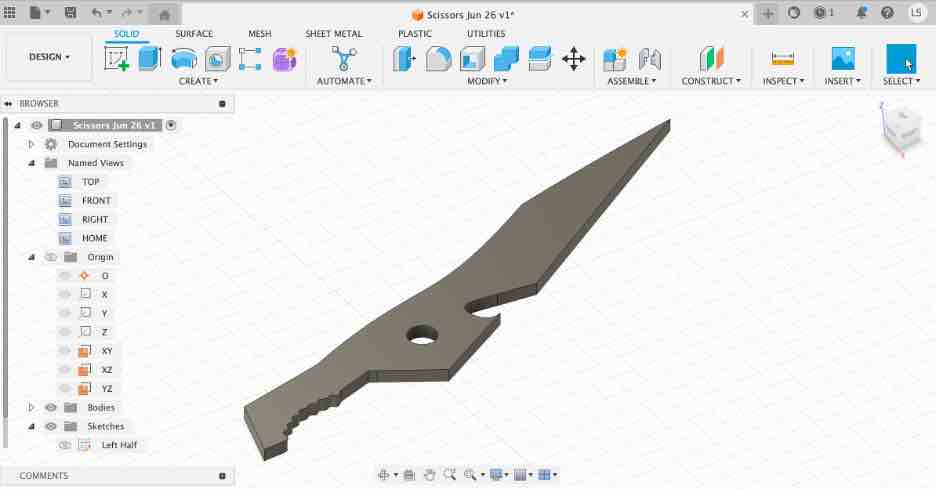 Scissors Jun 26 v1*
1
LS
DESIGN
SOLID SURFACE MESH SHEET METAL PLASTIC UTILITIES
CREATE AUTOMATE MODIFY ASSEMBLE CONSTRUCT INSPECT INSERT SELECT
BROWSER
Scissors Jun 26 v1
Document Settings
Named Views
TOP
FRONT
RIGHT
HOME
Origin
O
X
Y
Z
XY
XZ
YZ
Bodies
Sketches
Left Half
COMMENTS
Z